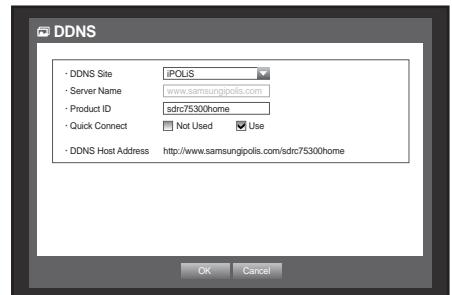 DDNS
· DDNS Site iPOLiS
· Server Name www.samsungipolis.com
· Product ID sdrc75300home
· Quick Connect Not Used Use
· DDNS Host Address http://www.samsungipolis.com/sdrc75300home
OK Cancel